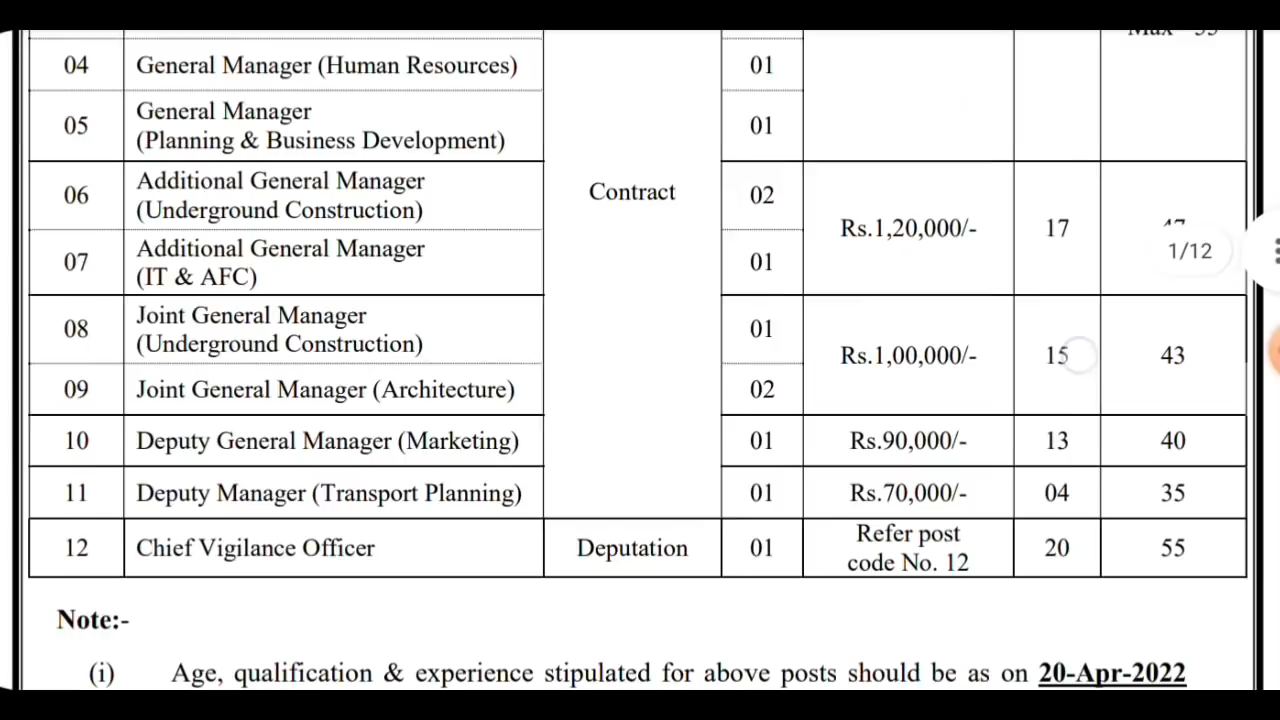 04 General Manager (Human Resources) 01
05 General Manager
(Planning & Business Development) 01
06 Additional General Manager
(Underground Construction) Contract 02
Rs.1,20,000/- 17
07 Additional General Manager
(IT & AFC) 01
1/12
08 Joint General Manager
(Underground Construction) 01
Rs.1,00,000/- 15 43
09 Joint General Manager (Architecture) 02
10 Deputy General Manager (Marketing) 01 Rs.90,000/- 13 40
11 Deputy Manager (Transport Planning) 01 Rs.70,000/- 04 35
12 Chief Vigilance Officer Deputation 01 Refer post
code No. 12 20 55
Note:-
(i) Age, qualification & experience stipulated for above posts should be as on 20-Apr-2022